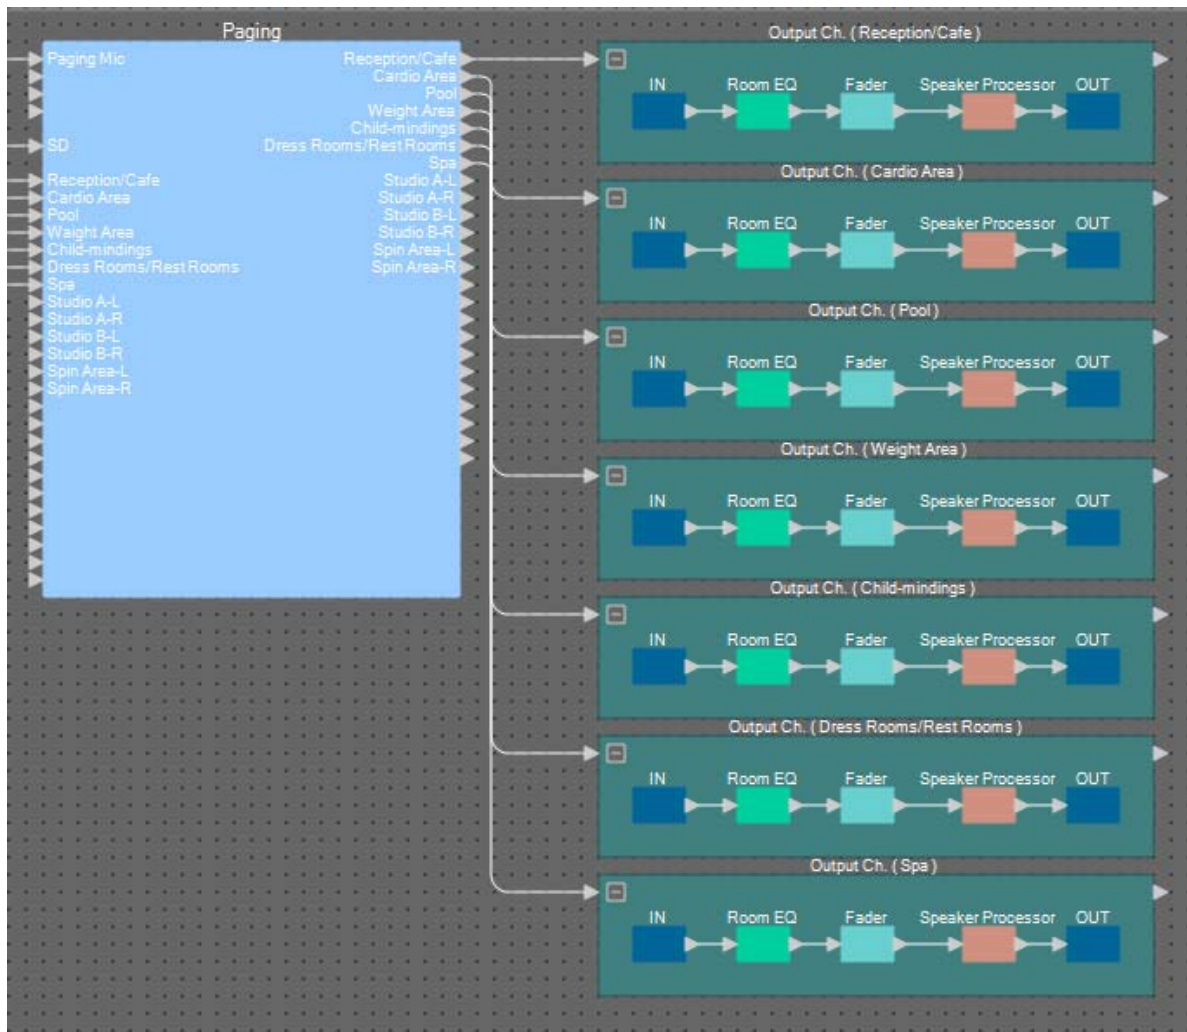 Paging
Paging Mic
SD
Reception/Cafe
Cardio Area
Pool
Waight Area
Child-mindings
Dress Rooms/Rest Rooms
Spa
Studio A-L
Studio A-R
Studio B-L
Studio B-R
Spin Area-L
Spin Area-R
Reception/Cafe
Cardio Area
Pool
Weight Area
Child-mindings
Dress Rooms/Rest Rooms
Spa
Studio A-L
Studio A-R
Studio B-L
Studio B-R
Spin Area-L
Spin Area-R
Output Ch. ( Reception/Cafe )
IN Room EQ Fader Speaker Processor OUT
Output Ch. ( Cardio Area )
IN Room EQ Fader Speaker Processor OUT
Output Ch. ( Pool )
IN Room EQ Fader Speaker Processor OUT
Output Ch. ( Weight Area )
IN Room EQ Fader Speaker Processor OUT
Output Ch. ( Child-mindings )
IN Room EQ Fader Speaker Processor OUT
Output Ch. ( Dress Rooms/Rest Rooms )
IN Room EQ Fader Speaker Processor OUT
Output Ch. ( Spa )
IN Room EQ Fader Speaker Processor OUT